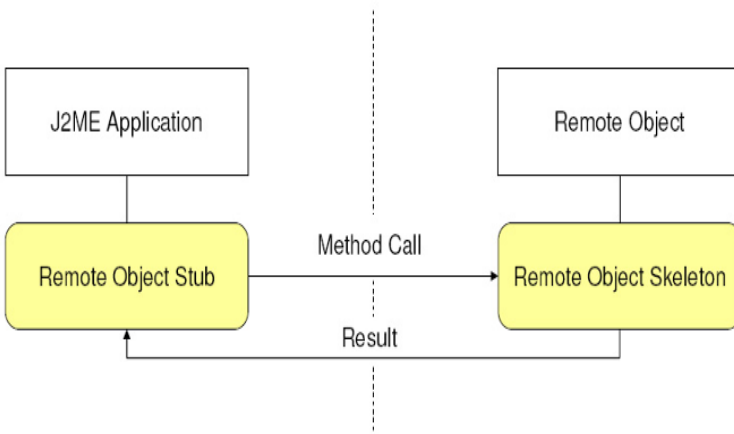 J2ME Application
Remote Object
Method Call
Remote Object Stub
Remote Object Skeleton
Result